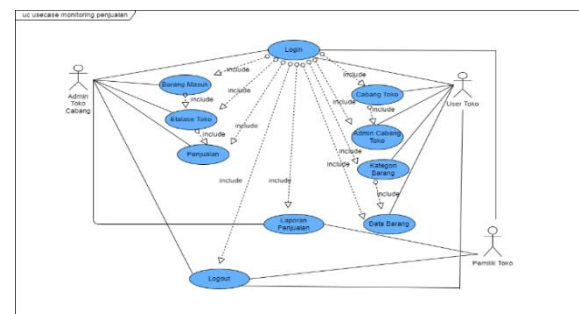 uc usecase monitoring penjualan
Login
include
include
include
include
Barang Masuk
Cabang Toko
Admin
Toko
Cabang
User Toko
include
include
Etalase Toko
Admin Cabang
Toko
include
include
include
Penjualan
Kategori
Barang
include
include
include
Laporan
Penjualan
Data Barang
Pemilik Toko
Logout